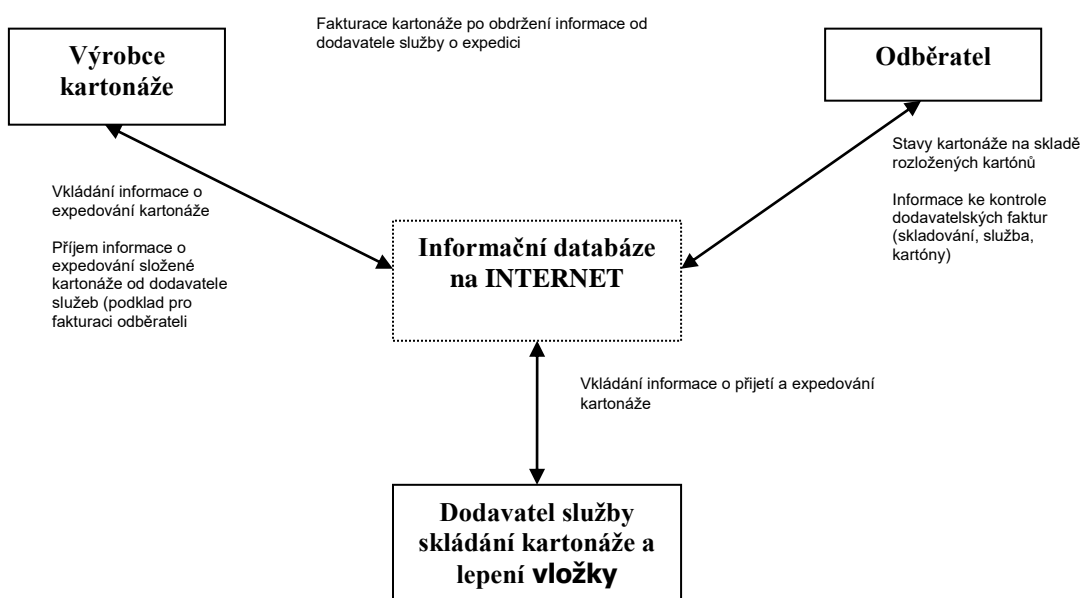 Fakturace kartonáže po obdržení informace od
dodavatele služby o expedici
Výrobce
kartonáže
Odběratel
Stavy kartonáže na skladě
rozložených kartónů
Informace ke kontrole
dodavatelských faktur
(skladování, služba,
kartóny)
Vkládání informace o
expedování kartonáže
Příjem informace o
expedování složené
kartonáže od dodavatele
služeb (podklad pro
fakturaci odběrateli
Informační databáze
na INTERNET
Vkládání informace o přijetí a expedování
kartonáže
Dodavatel služby
skládání kartonáže a
lepení vložky